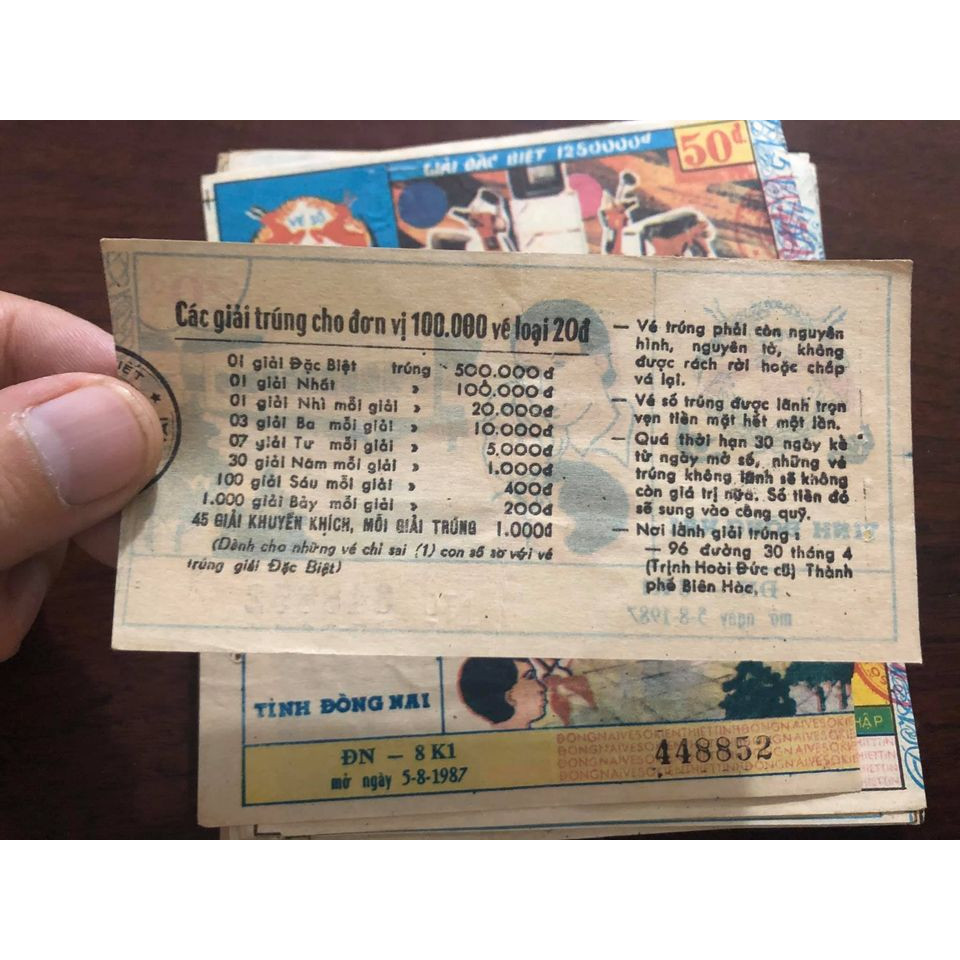 GIẢI ĐẶC BIỆT 1250000đ
50đ
VÉ SỐ
Các giải trúng cho đơn vị 100.000 vé loại 20đ
01 giải Đặc Biệt trúng 500.000đ
01 giải Nhất » 100.000đ
01 giải Nhì mỗi giải » 20.000đ
03 giải Ba mỗi giải » 10.000đ
07 giải Tư mỗi giải » 5.000đ
30 giải Năm mỗi giải » 1.000đ
100 giải Sáu mỗi giải » 400đ
1.000 giải Bảy mỗi giải » 200đ
45 GIẢI KHUYẾN KHÍCH, MỖI GIẢI TRÚNG 1.000đ
(Dành cho những vé chỉ sai (1) con số so với vé
trúng giải Đặc Biệt)
— Vé trúng phải còn nguyên
hình, nguyên tờ, không
được rách rời hoặc chắp
vá lại.
— Vé số trúng được lãnh trọn
vẹn tiền mặt hết một lần.
— Quá thời hạn 30 ngày kể
từ ngày mở số, những vé
trúng không lãnh sẽ không
còn giá trị nữa. Số tiền đó
sẽ sung vào công quỹ.
— Nơi lãnh giải trúng :
— 96 đường 30 tháng 4
(Trịnh Hoài Đức cũ) Thành
phố Biên Hòa,
mở ngày 5-8-1987
TỈNH ĐỒNG NAI
ĐN — 8K1
mở ngày 5-8-1987
448852